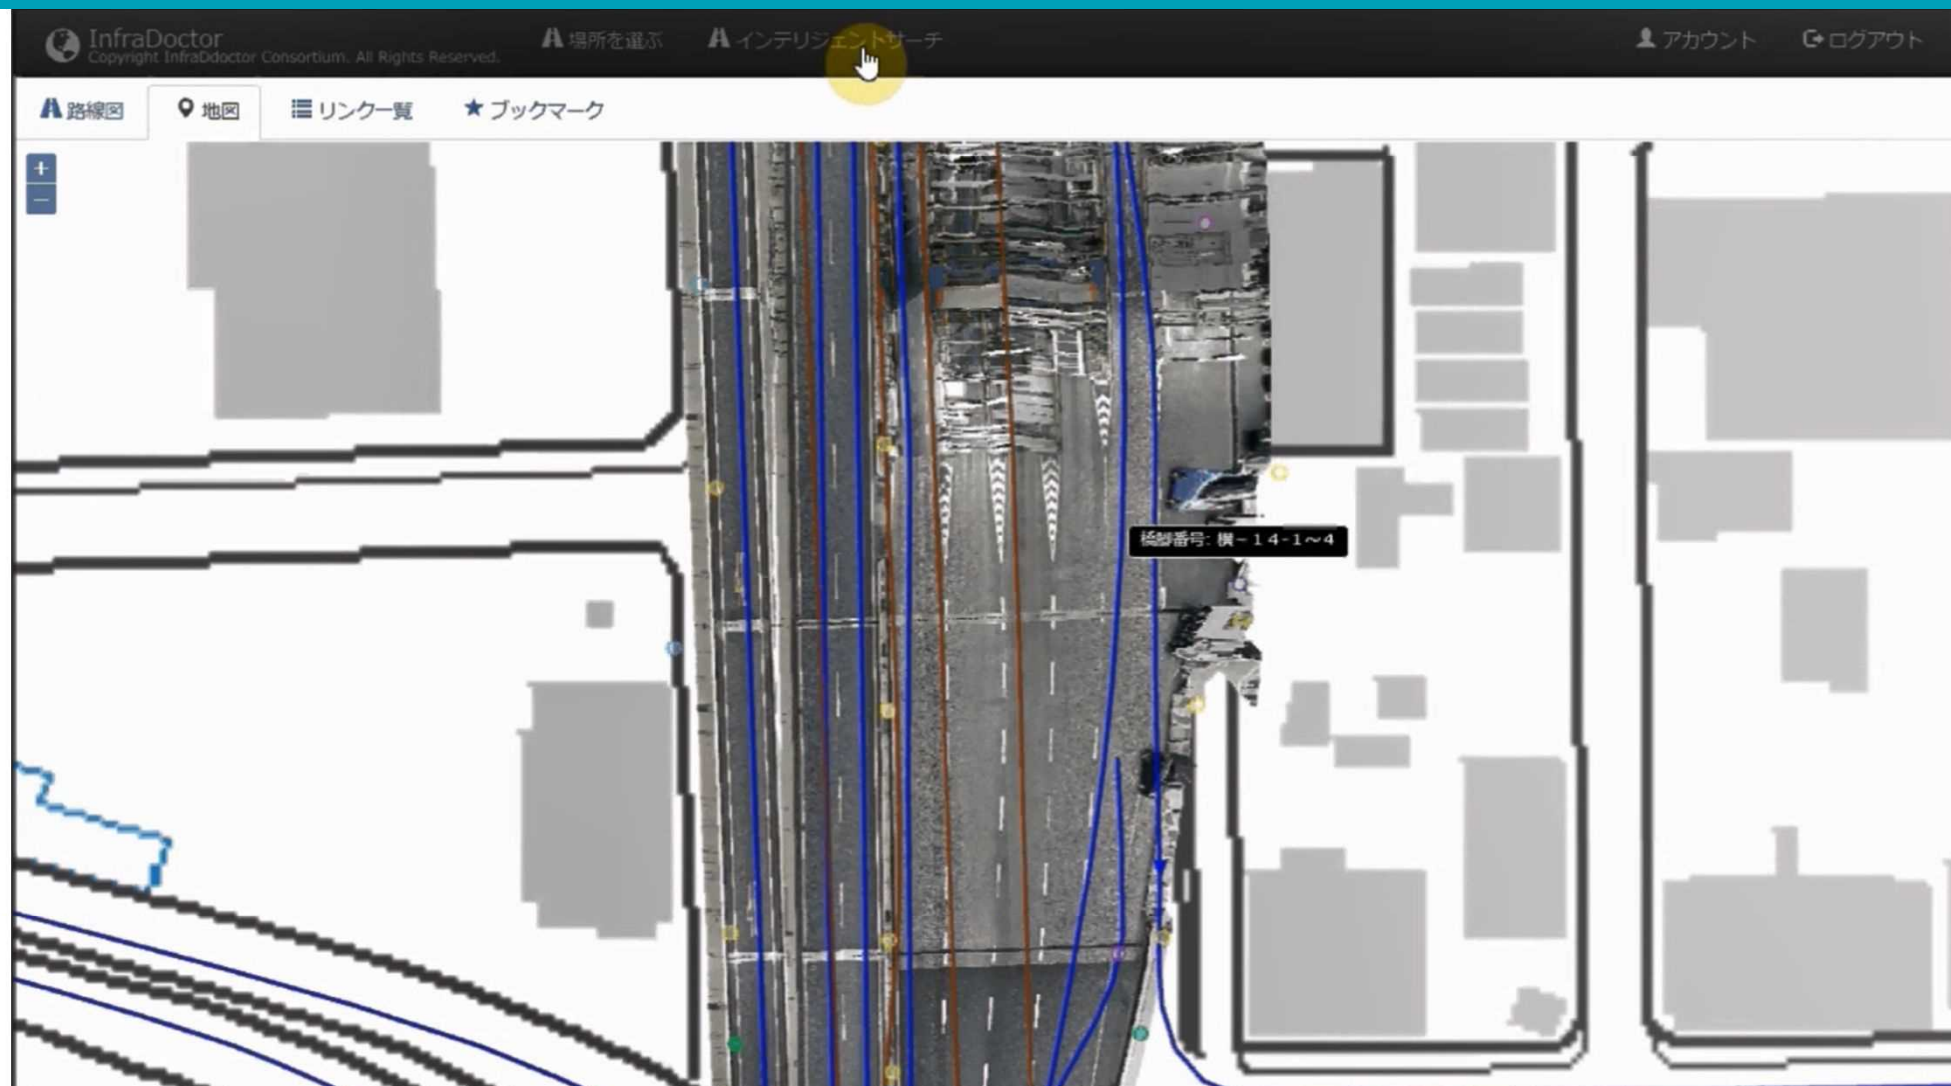 InfraDoctor
Copyright InfraDdoctor Consortium. All Rights Reserved.
場所を選ぶ
インテリジェントサーチ
アカウント
ログアウト
路線図
地図
リンク一覧
ブックマーク
+
−
橋脚番号: 横−14-1～4